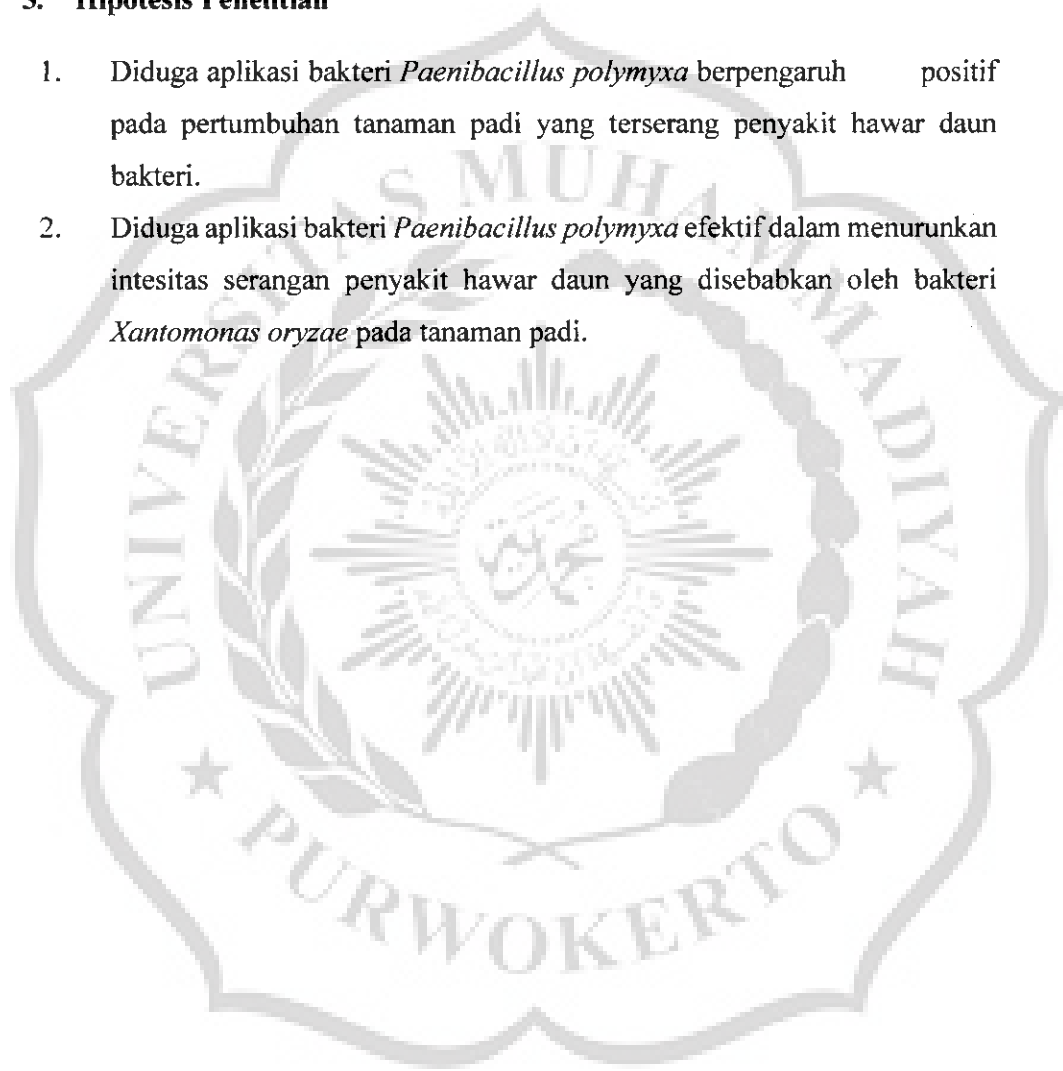 3. Hipotesis Penelitian
1. Diduga aplikasi bakteri Paenibacillus polymyxa berpengaruh positif
pada pertumbuhan tanaman padi yang terserang penyakit hawar daun
bakteri.
2. Diduga aplikasi bakteri Paenibacillus polymyxa efektif dalam menurunkan
intesitas serangan penyakit hawar daun yang disebabkan oleh bakteri
Xantomonas oryzae pada tanaman padi.
UNIVERSITAS MUHAMMADIYAH
PURWOKERTO